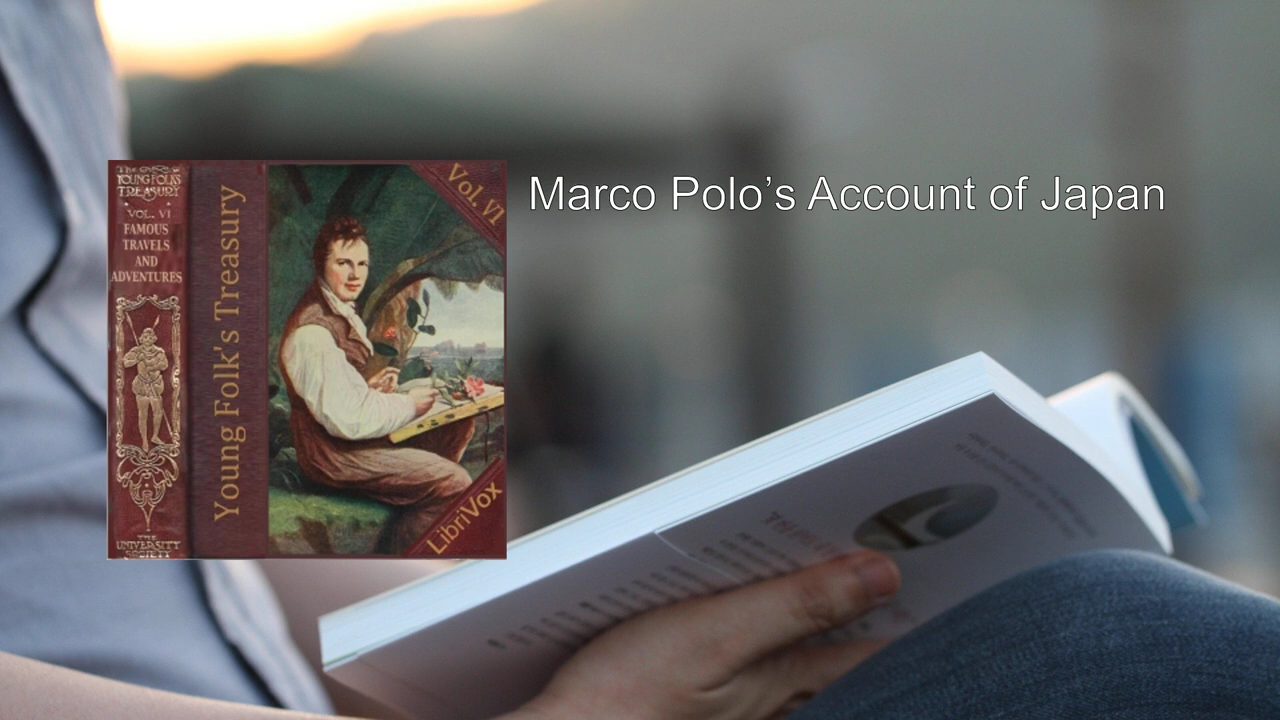 THE
YOUNG FOLK'S
TREASURY
VOL. VI
FAMOUS
TRAVELS
AND
ADVENTURES
THE
UNIVERSITY
SOCIETY
Young Folk's Treasury
Vol. VI
LibriVox
Marco Polo’s Account of Japan